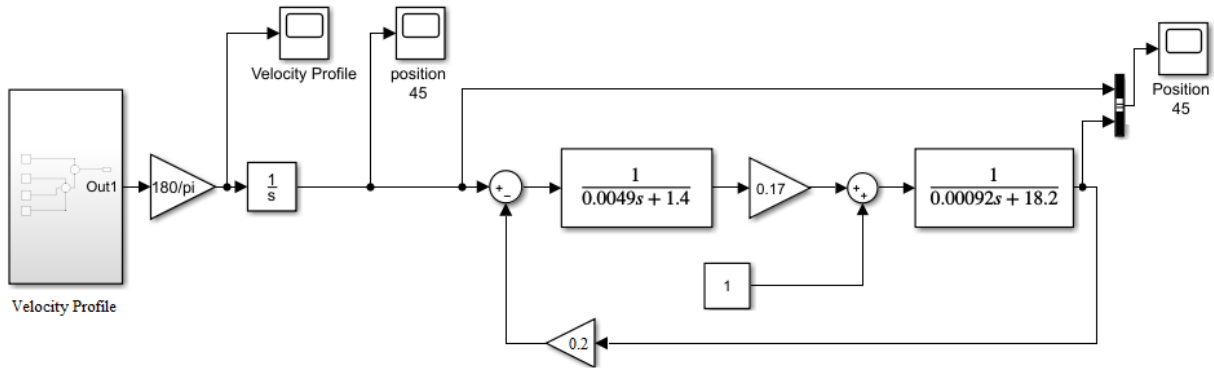 Velocity Profile
position
45
Position
45
Out1
180/pi
1
s
+
−
1
0.0049s + 1.4
0.17
+
+
1
0.00092s + 18.2
1
Velocity Profile
0.2